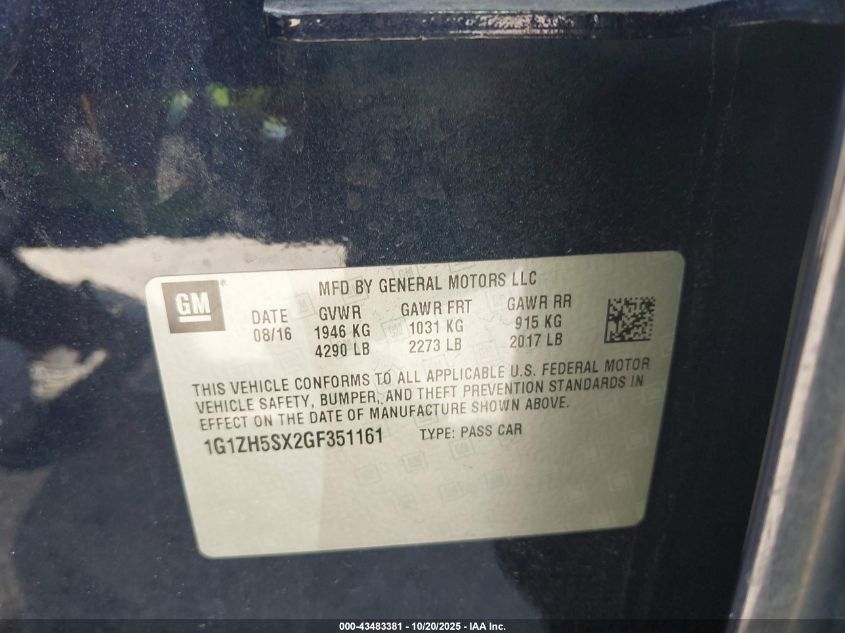 GM
MFD BY GENERAL MOTORS LLC
DATE GVWR GAWR FRT GAWR RR
08/16 1946 KG 1031 KG 915 KG
4290 LB 2273 LB 2017 LB
THIS VEHICLE CONFORMS TO ALL APPLICABLE U.S. FEDERAL MOTOR
VEHICLE SAFETY, BUMPER, AND THEFT PREVENTION STANDARDS IN
EFFECT ON THE DATE OF MANUFACTURE SHOWN ABOVE.
1G1ZH5SX2GF351161 TYPE: PASS CAR
000-43483381 - 10/20/2025 - IAA Inc.